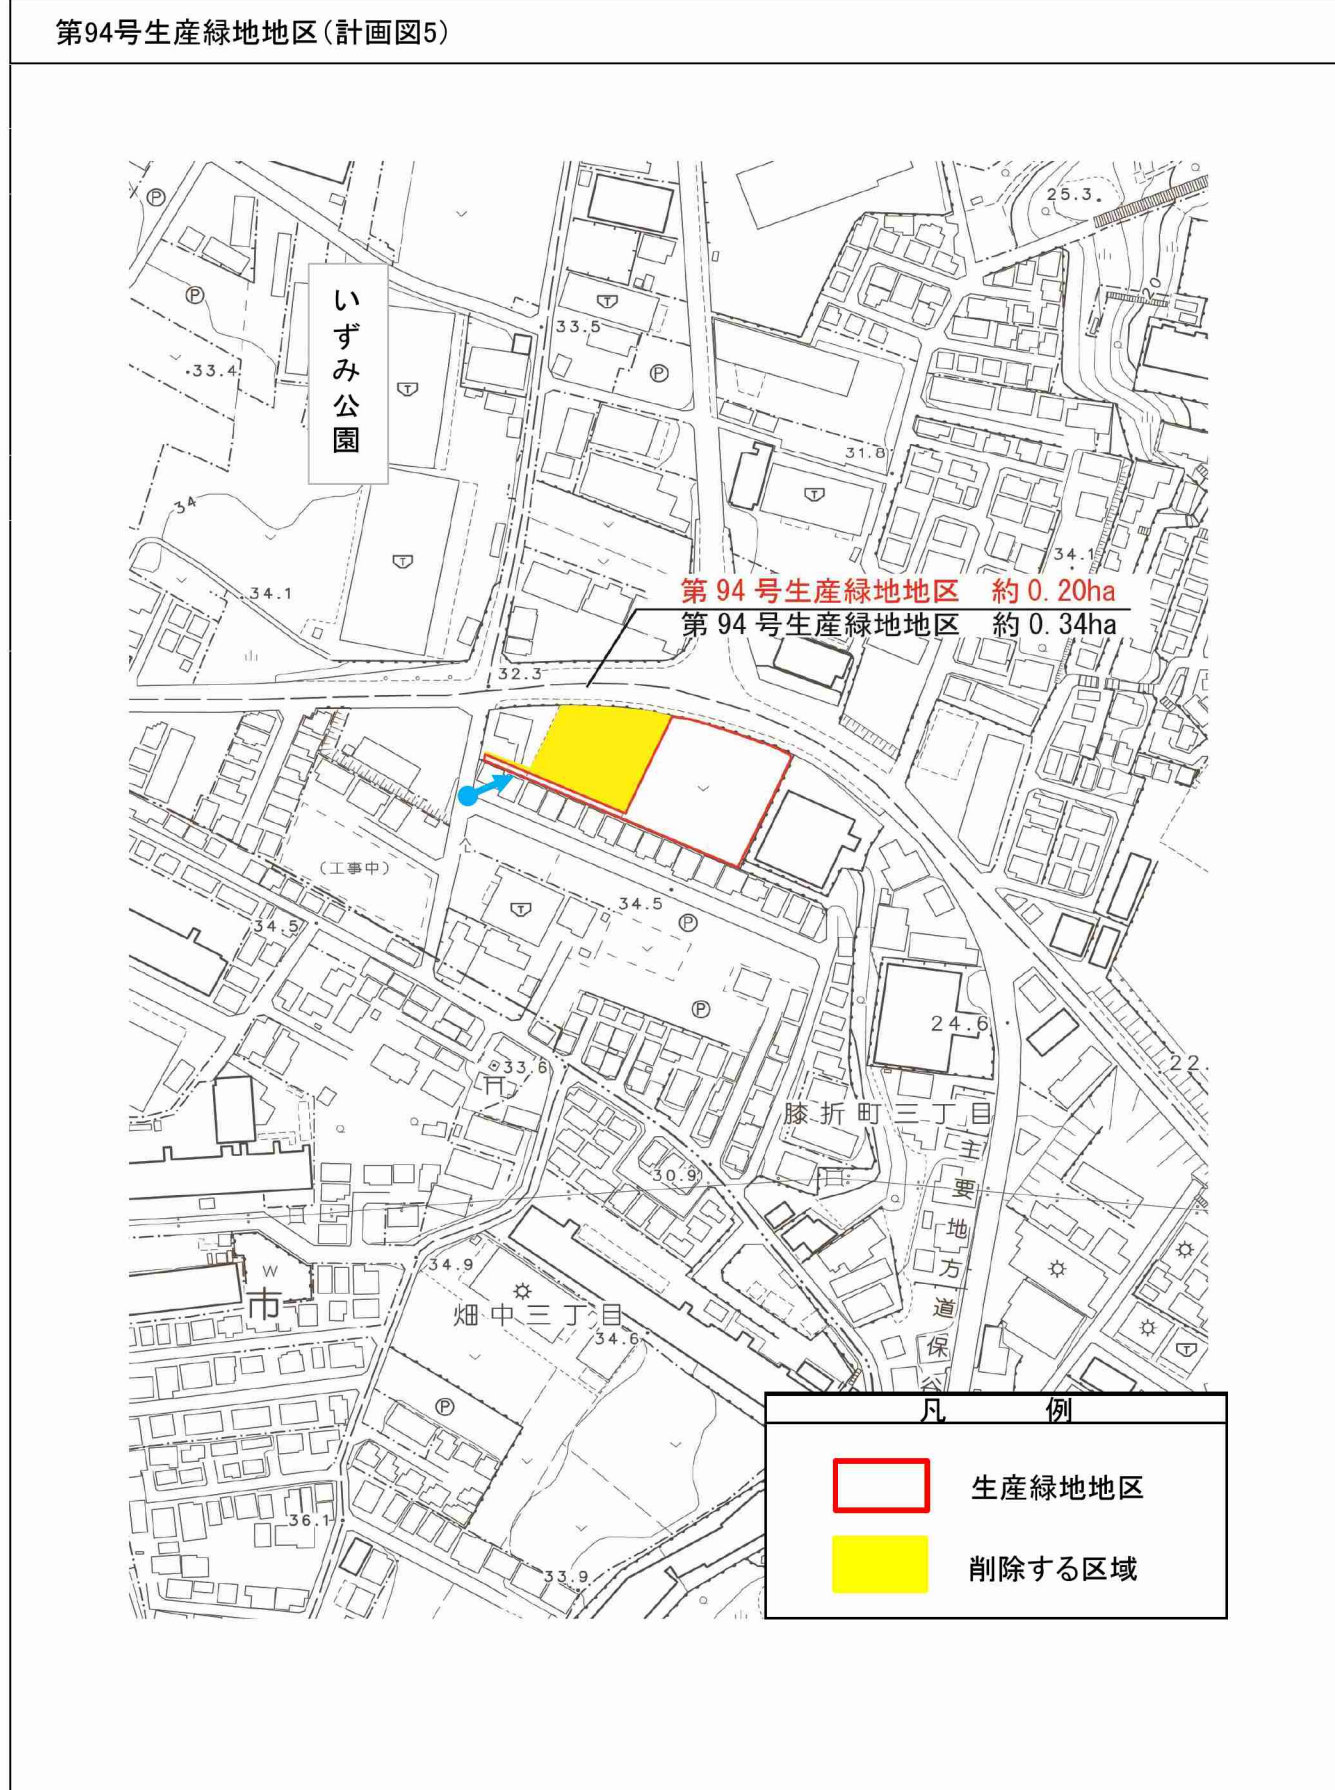 第94号生産緑地地区（計画図5）
25.3
20
いずみ公園
P
P
33.5
T
33.4
T
P
31.8
T
34
T
34.1
34.1
第 94 号生産緑地地区　約 0.20ha
第 94 号生産緑地地区　約 0.34ha
32.3
（工事中）
34.5
T
34.5
P
P
24.6
33.6
22.
膝折町三丁目
30.9
主要地方道保谷
34.9
W
市
畑中三丁目
34.6
T
P
凡　例
生産緑地地区
36.1
削除する区域
33.9